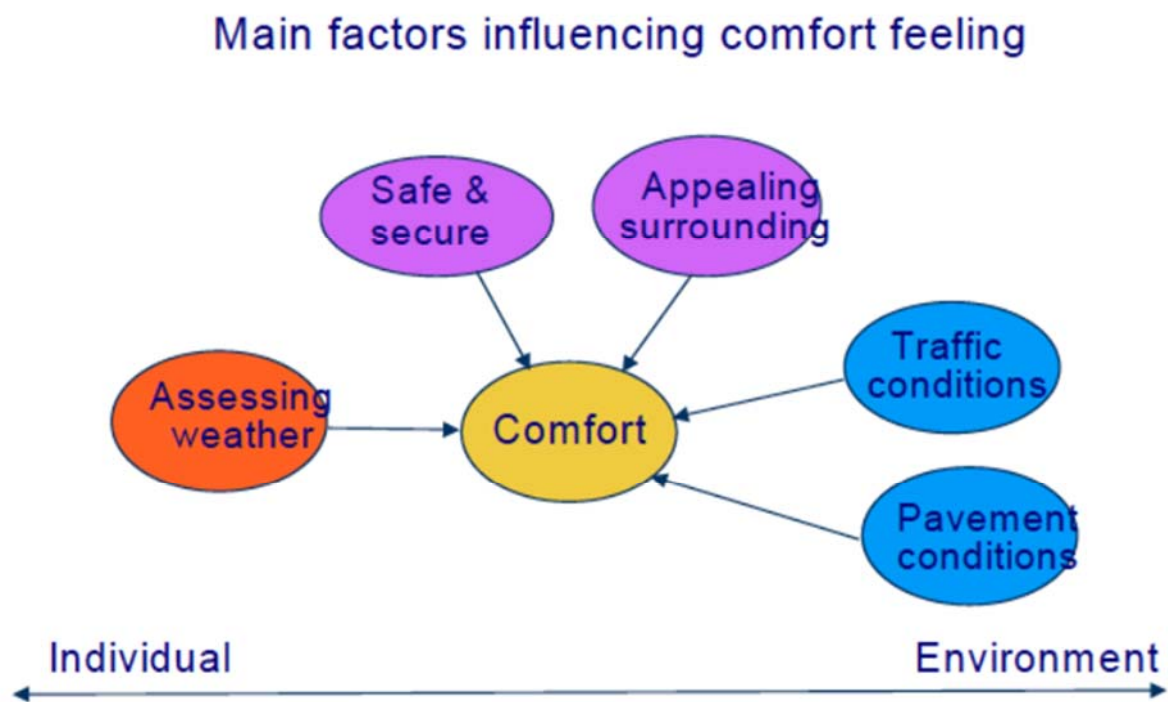 Main factors influencing comfort feeling
Safe &
secure
Appealing
surrounding
Traffic
conditions
Assessing
weather
Comfort
Pavement
conditions
Individual
Environment